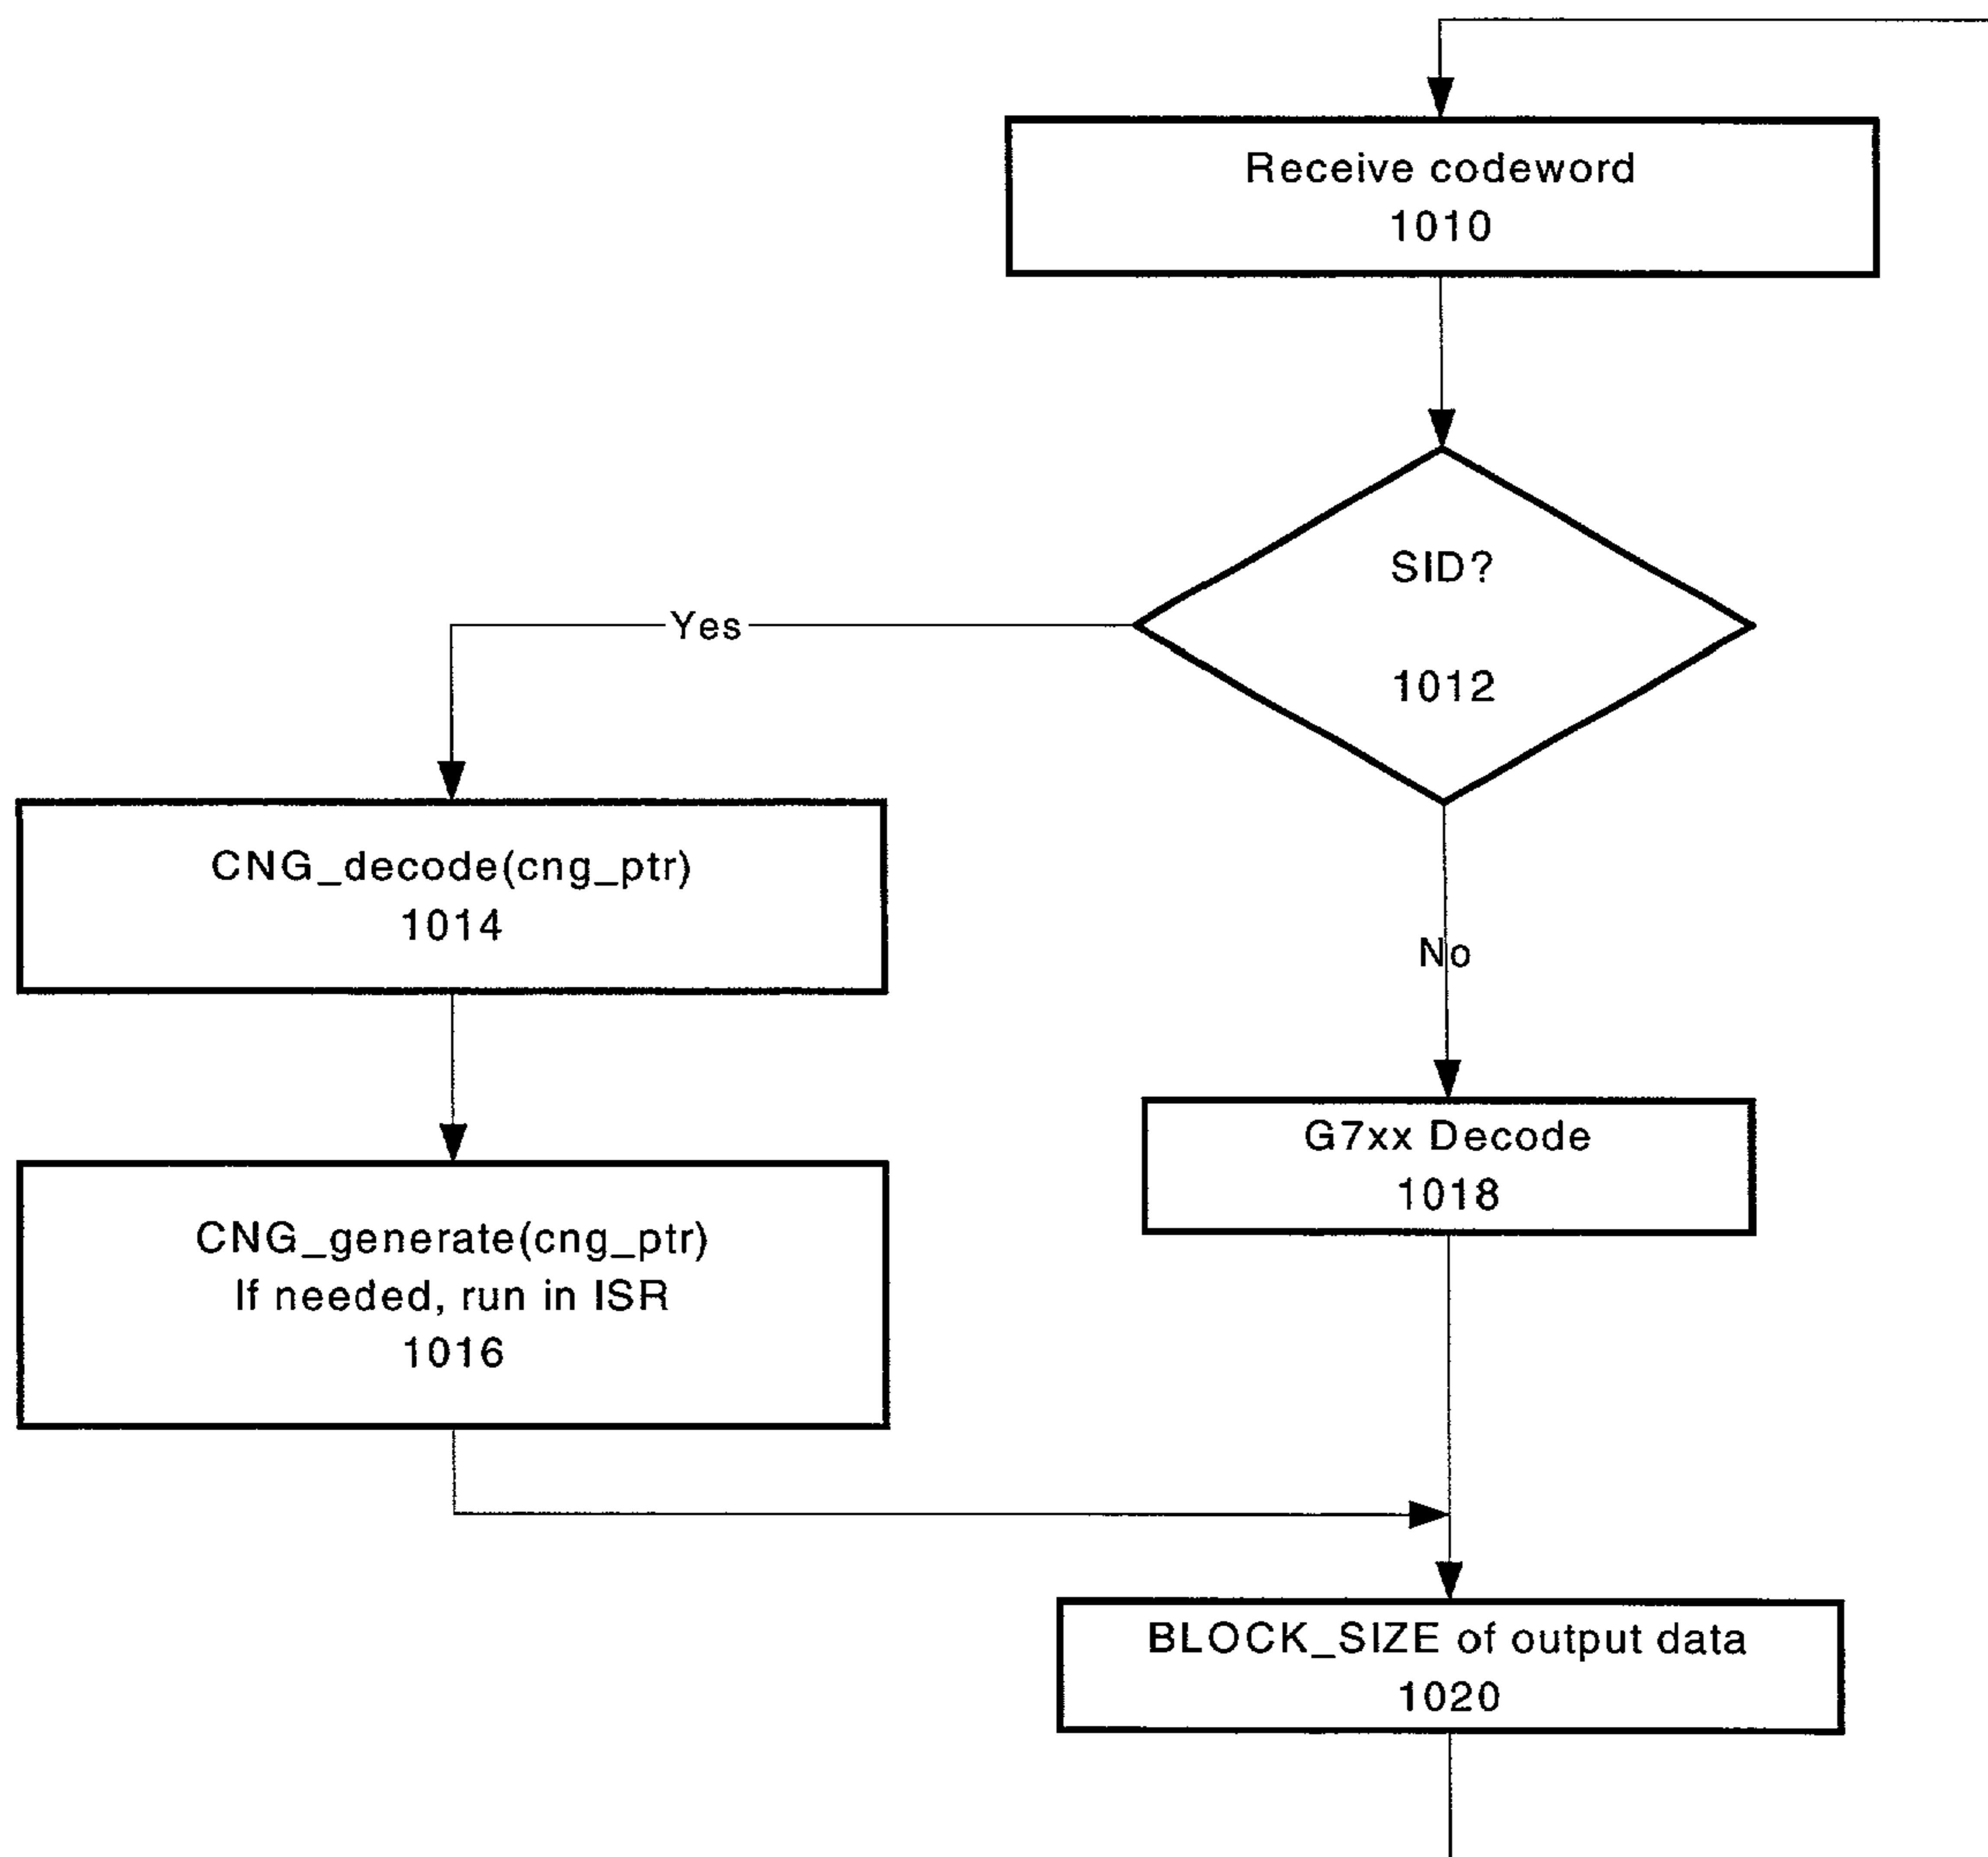 Receive codeword
1010
SID?
1012
Yes
CNG_decode(cng_ptr)
1014
No
CNG_generate(cng_ptr)
If needed, run in ISR
1016
G7xx Decode
1018
BLOCK_SIZE of output data
1020